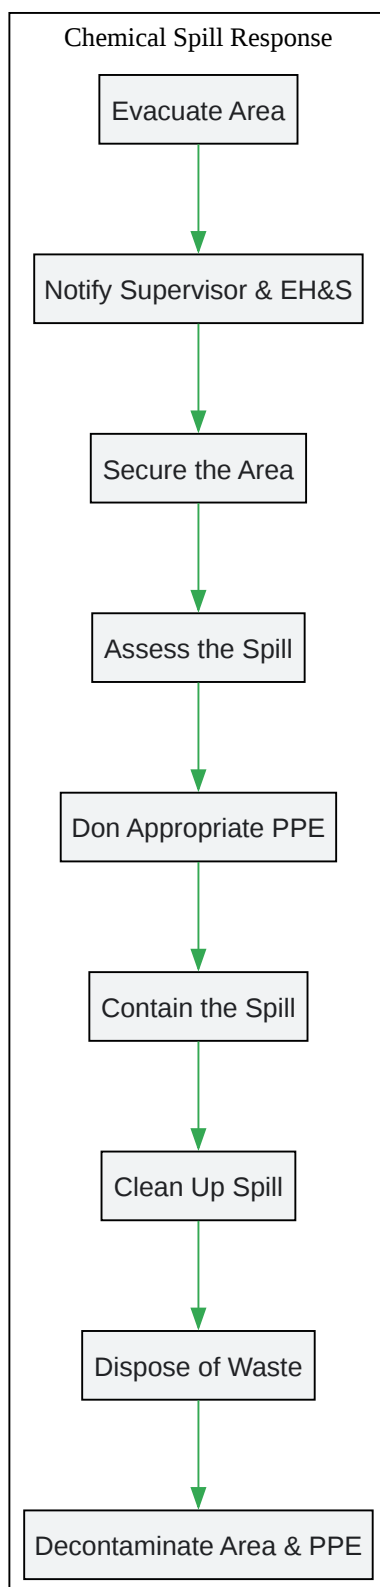 Chemical Spill Response
Evacuate Area
Notify Supervisor & EH&S
Secure the Area
Assess the Spill
Don Appropriate PPE
Contain the Spill
Clean Up Spill
Dispose of Waste
Decontaminate Area & PPE